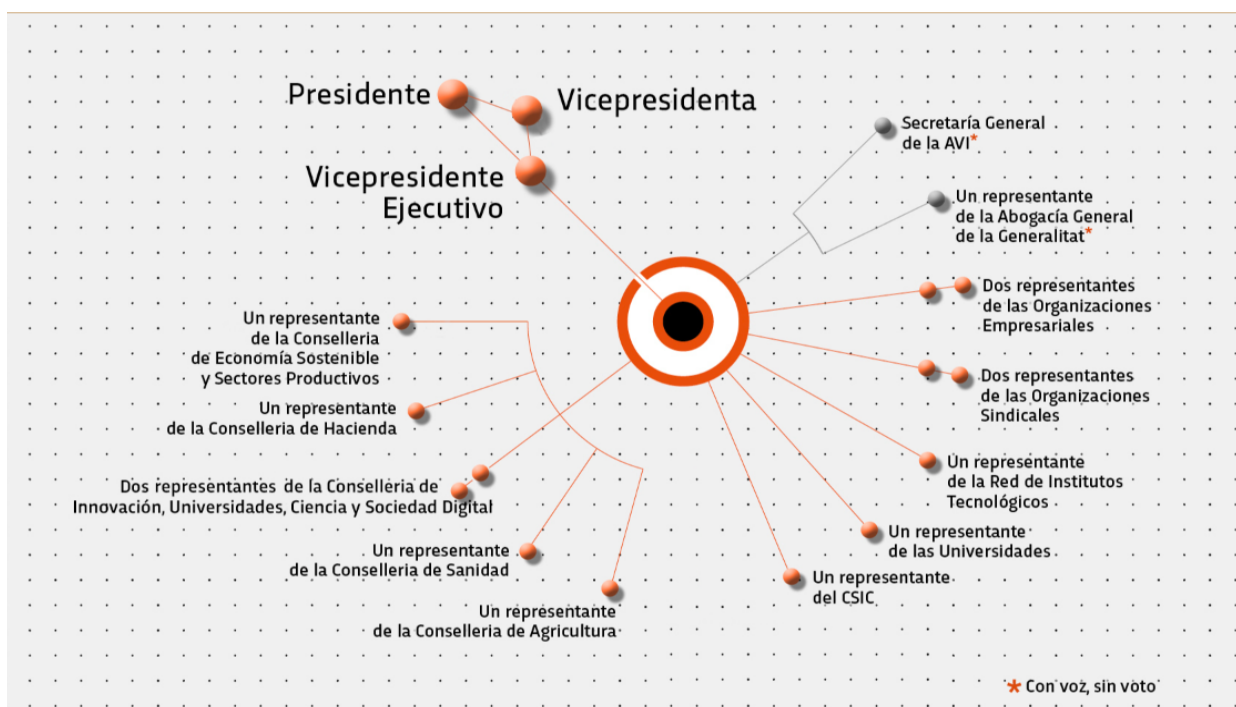 Presidente
Vicepresidenta
Vicepresidente
Ejecutivo
Secretaría General
de la AVI*
Un representante
de la Abogacía General
de la Generalitat*
Dos representantes
de las Organizaciones
Empresariales
Dos representantes
de las Organizaciones
Sindicales
Un representante
de la Red de Institutos
Tecnológicos
Un representante
de las Universidades
Un representante
del CSIC
Un representante
de la Conselleria
de Economía Sostenible
y Sectores Productivos
Un representante
de la Conselleria de Hacienda
Dos representantes de la Conselleria de
Innovación, Universidades, Ciencia y Sociedad Digital
Un representante
de la Conselleria de Sanidad
Un representante
de la Conselleria de Agricultura
* Con voz, sin voto